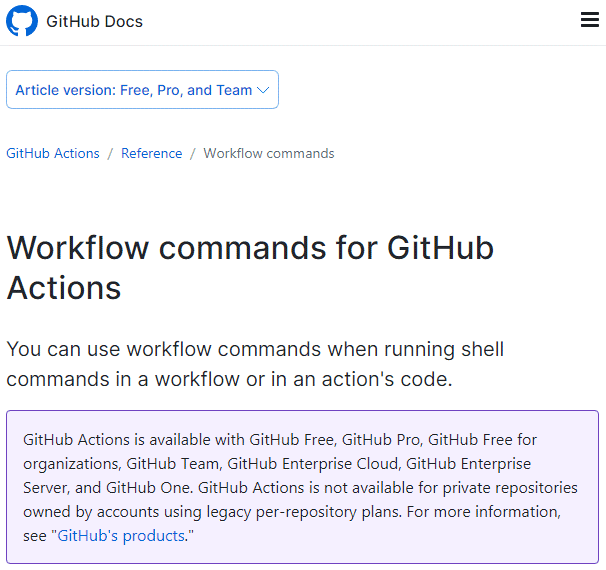 GitHub Docs
Article version: Free, Pro, and Team
GitHub Actions / Reference / Workflow commands
Workflow commands for GitHub
Actions
You can use workflow commands when running shell
commands in a workflow or in an action's code.
GitHub Actions is available with GitHub Free, GitHub Pro, GitHub Free for
organizations, GitHub Team, GitHub Enterprise Cloud, GitHub Enterprise
Server, and GitHub One. GitHub Actions is not available for private repositories
owned by accounts using legacy per-repository plans. For more information,
see "GitHub's products."